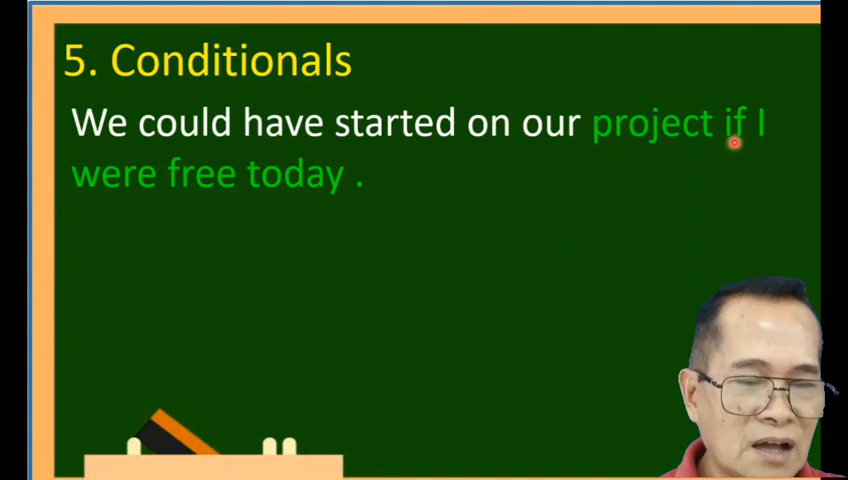 5. Conditionals
We could have started on our project if I
were free today .